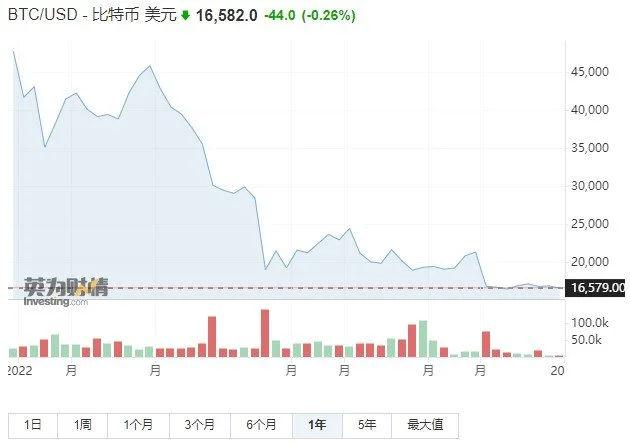 BTC/USD - 比特币 美元 16,582.0 -44.0 (-0.26%)
45,000
40,000
35,000
30,000
25,000
20,000
英为财情
Investing.com
16,579.00
100.0k
50.0k
2022 月 月 月 月 月 月 20
1日 1周 1个月 3个月 6个月 1年 5年 最大值